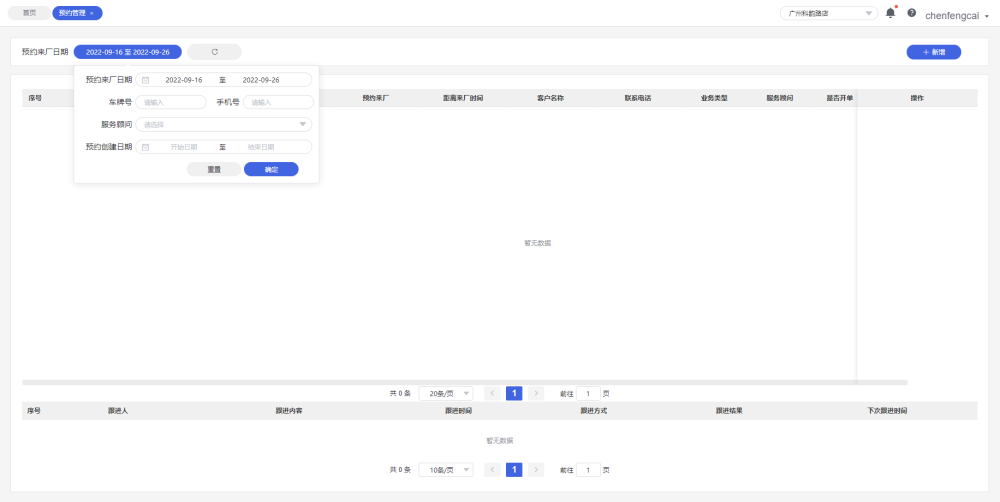 首页 预约管理 × 广州科韵路店 chenfengcai
预约来厂日期 2022-09-16 至 2022-09-26 + 新增
预约来厂日期 2022-09-16 至 2022-09-26
车牌号 请输入 手机号 请输入
服务顾问 请选择
预约创建日期 开始日期 至 结束日期
重置 确定
序号 预约来厂 距离来厂时间 客户名称 联系电话 业务类型 服务顾问 是否开单 操作
暂无数据
共 0 条 20条/页 < 1 > 前往 1 页
序号 跟进人 跟进内容 跟进时间 跟进方式 跟进结果 下次跟进时间
暂无数据
共 0 条 10条/页 < 1 > 前往 1 页